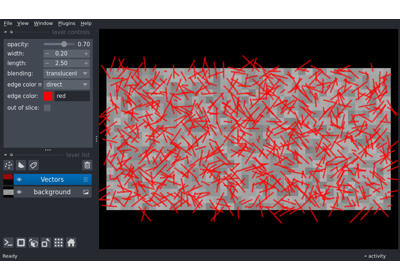 File View Window Plugins Help
layer controls
opacity: 0.70
width: 0.20
length: 2.50
blending: translucent
edge color m direct
edge color: red
out of slice:
layer list
Vectors
background
Ready
activity